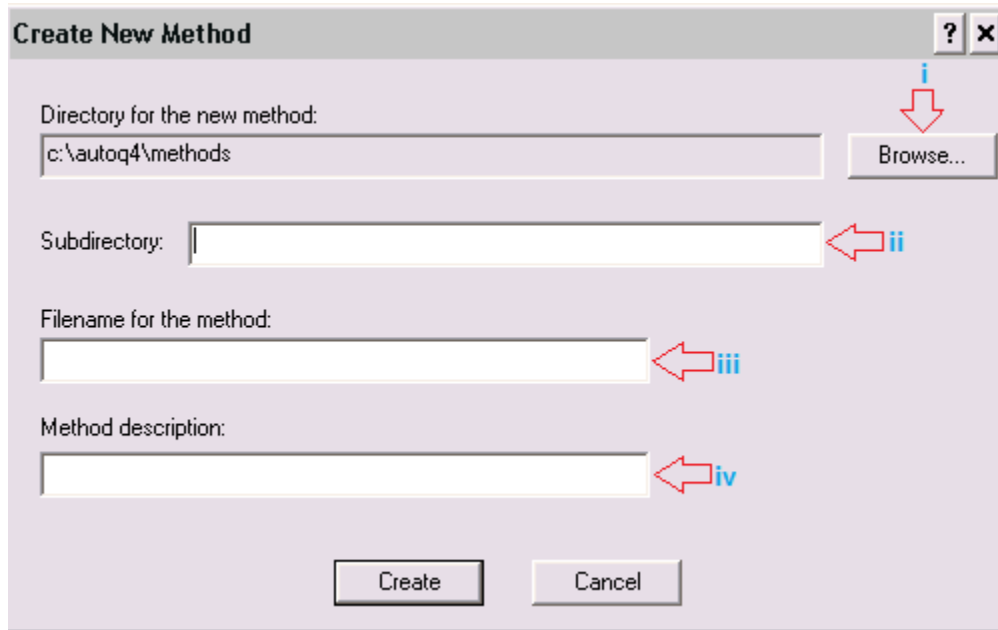 Create New Method
?
×
i
Directory for the new method:
c:\autoq4\methods
Browse...
Subdirectory:
ii
Filename for the method:
iii
Method description:
iv
Create
Cancel